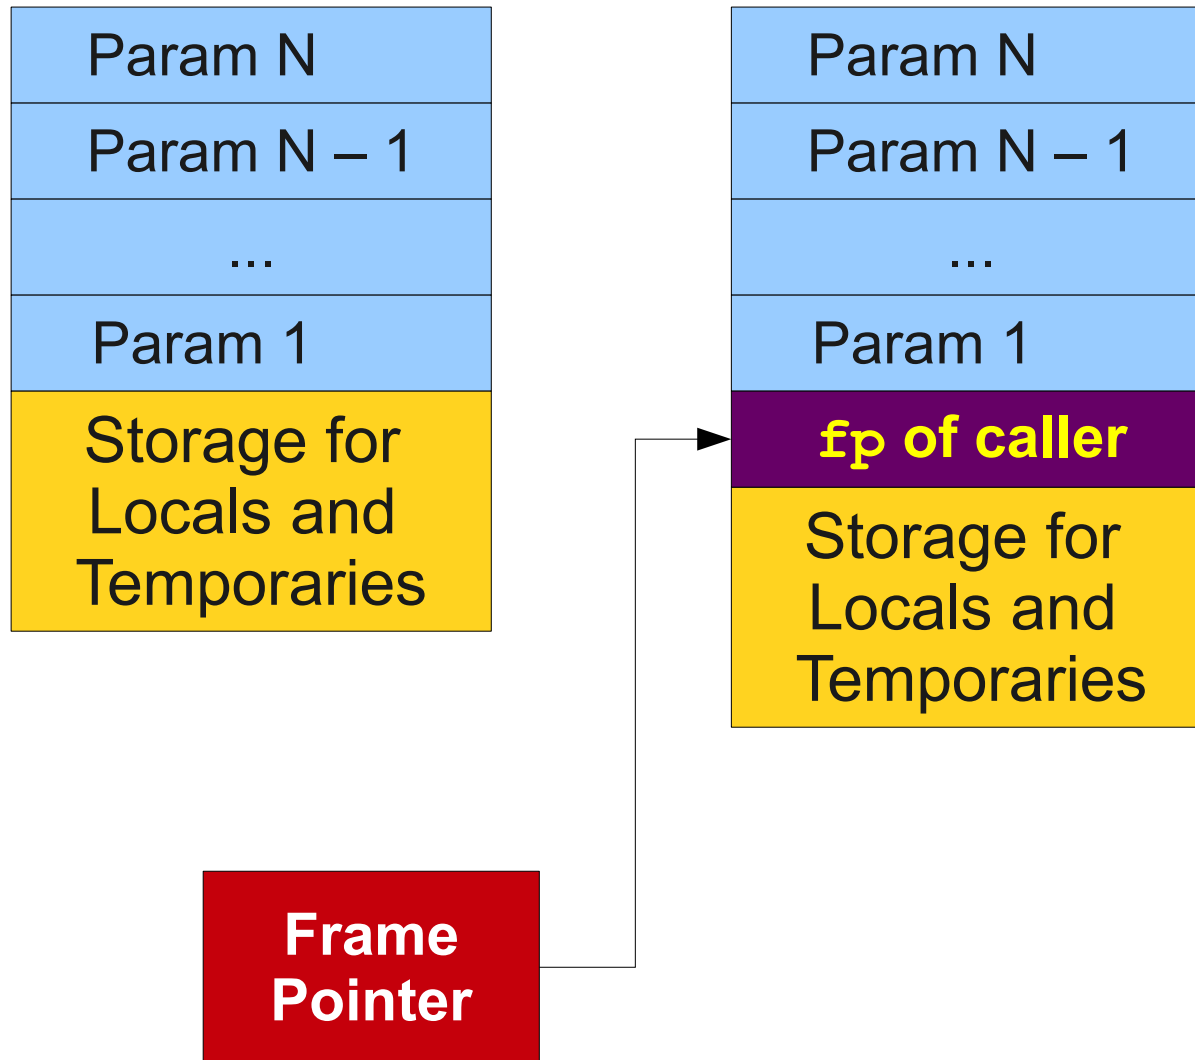 Param N
Param N – 1
...
Param 1
Storage for
Locals and
Temporaries
Param N
Param N – 1
...
Param 1
fp of caller
Storage for
Locals and
Temporaries
Frame
Pointer